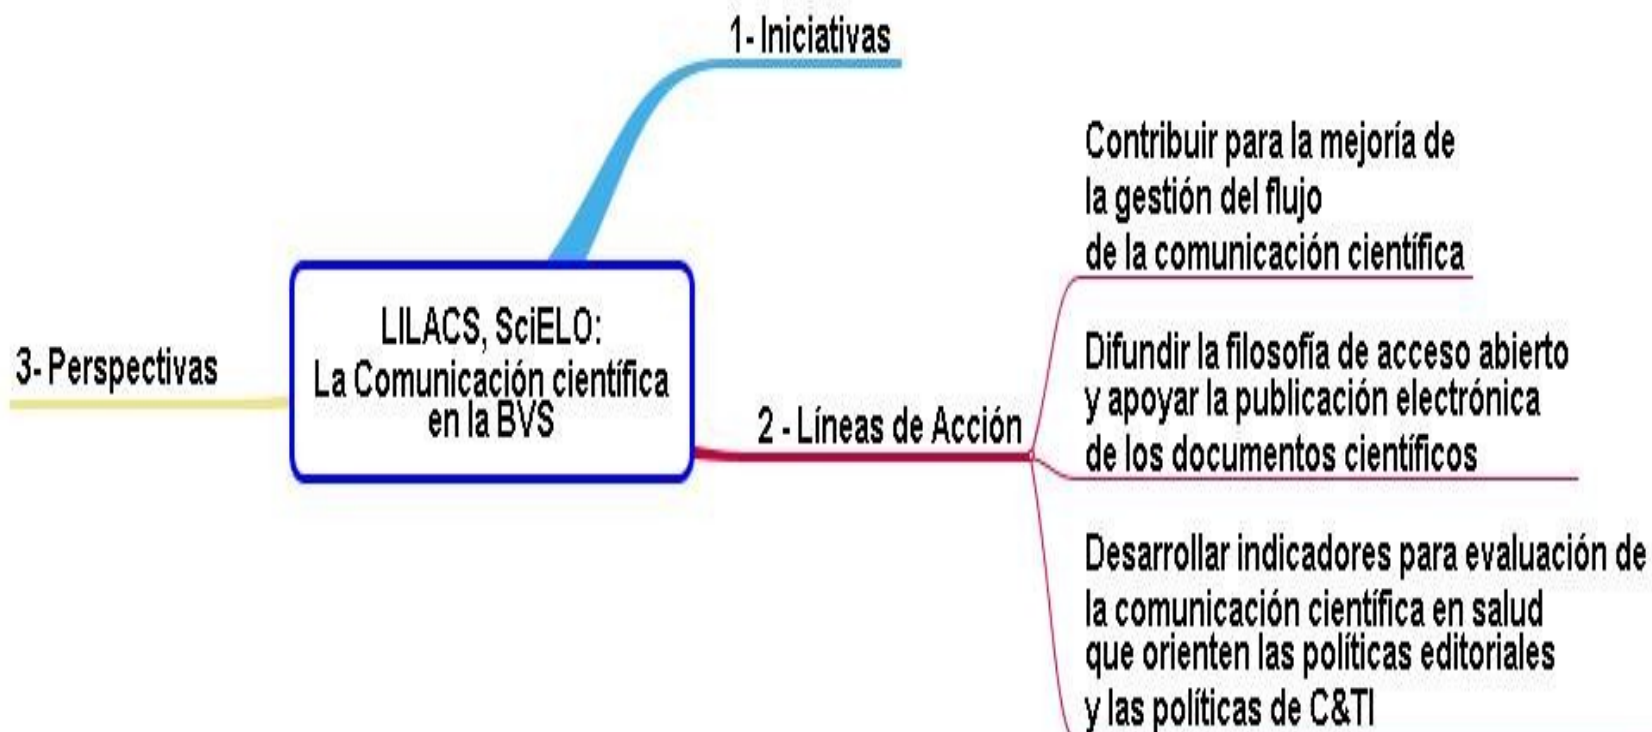 1- Iniciativas
LILACS, SciELO:
La Comunicación científica
en la BVS
3- Perspectivas
2 - Líneas de Acción
Contribuir para la mejoría de
la gestión del flujo
de la comunicación científica
Difundir la filosofía de acceso abierto
y apoyar la publicación electrónica
de los documentos científicos
Desarrollar indicadores para evaluación de
la comunicación científica en salud
que orienten las políticas editoriales
y las políticas de C&TI